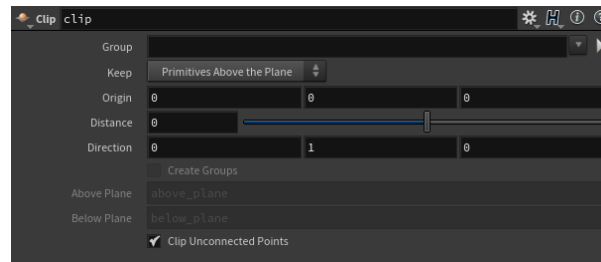 Clip clip
Group
Keep Primitives Above the Plane
Origin 0 0 0
Distance 0
Direction 0 1 0
Create Groups
Above Plane above_plane
Below Plane below_plane
Clip Unconnected Points